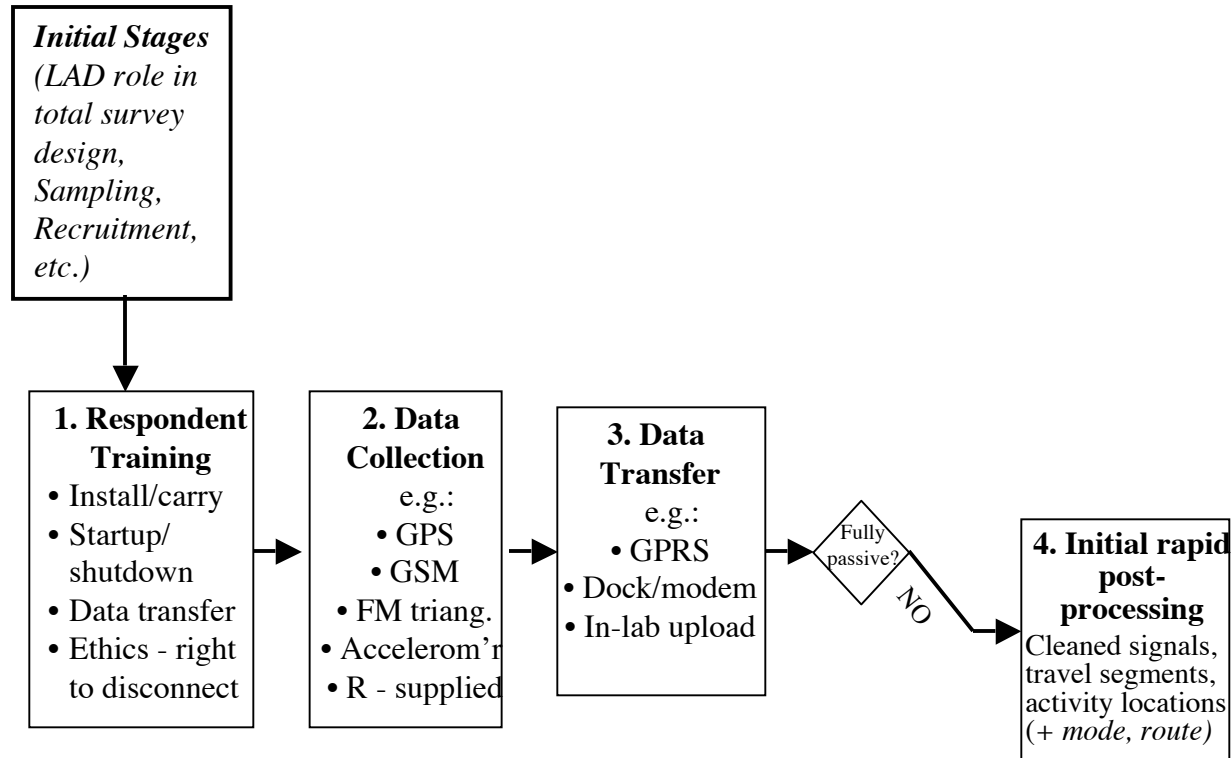 Initial Stages
(LAD role in
total survey
design,
Sampling,
Recruitment,
etc.)
1. Respondent
Training
• Install/carry
• Startup/
shutdown
• Data transfer
• Ethics - right
to disconnect
2. Data
Collection
e.g.:
• GPS
• GSM
• FM triang.
• Accelerom'r
• R - supplied
3. Data
Transfer
e.g.:
• GPRS
• Dock/modem
• In-lab upload
Fully
passive?
NO
4. Initial rapid
post-
processing
Cleaned signals,
travel segments,
activity locations
(+ mode, route)